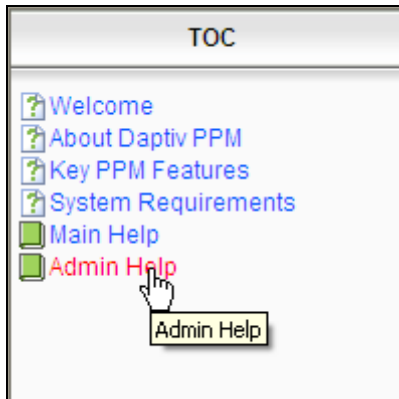 TOC
Welcome
About Daptiv PPM
Key PPM Features
System Requirements
Main Help
Admin Help
Admin Help